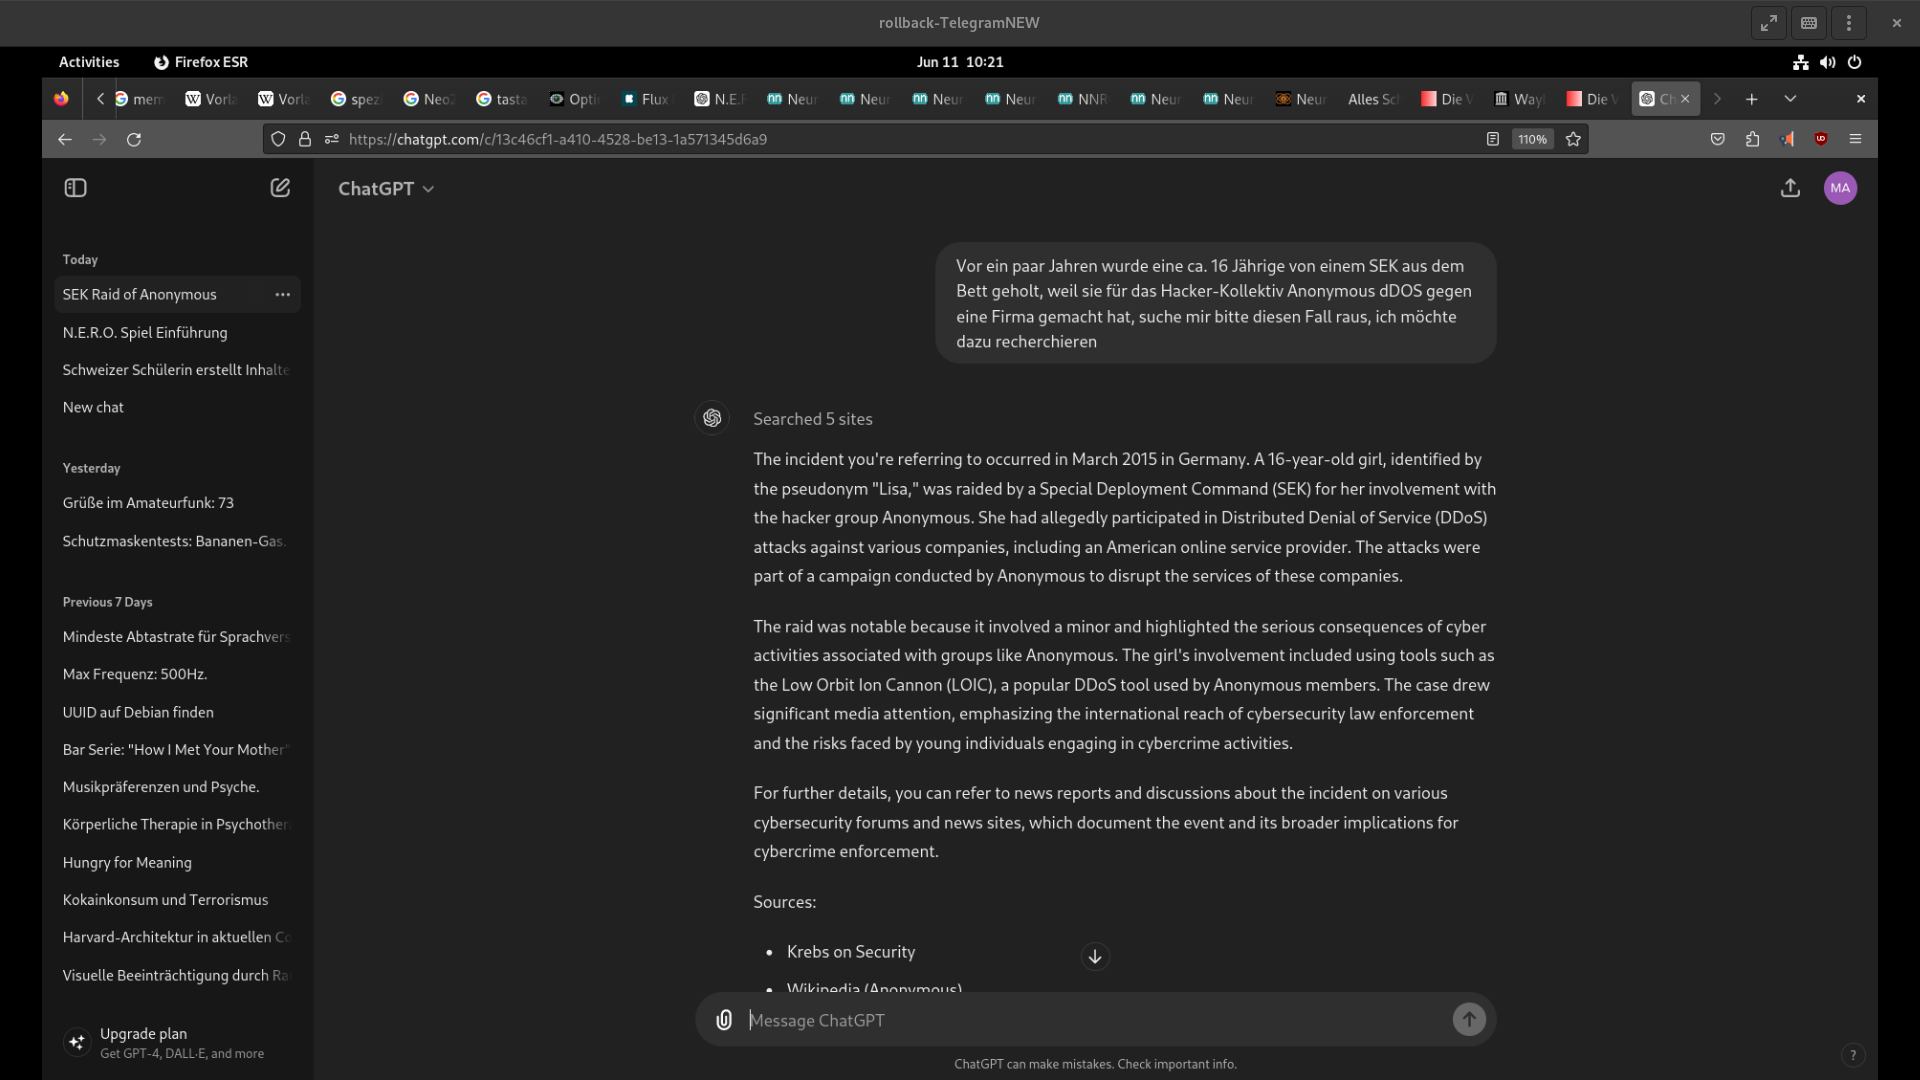 rollback-TelegramNEW
Activities Firefox ESR Jun 11 10:21
mem Vorla Vorla spezi Neo2 tasta Opti Flux N.E.F Neur Neur Neur Neur NNR Neur Neur Neur Alles Sch Die V Wayb Die V Ch
https://chatgpt.com/c/13c46cf1-a410-4528-be13-1a571345d6a9 110%
ChatGPT MA
Today
SEK Raid of Anonymous
N.E.R.O. Spiel Einführung
Schweizer Schülerin erstellt Inhalte
New chat
Yesterday
Grüße im Amateurfunk: 73
Schutzmaskentests: Bananen-Gas.
Previous 7 Days
Mindeste Abtastrate für Sprachvers
Max Frequenz: 500Hz.
UUID auf Debian finden
Bar Serie: "How I Met Your Mother"
Musikpräferenzen und Psyche.
Körperliche Therapie in Psychother
Hungry for Meaning
Kokainkonsum und Terrorismus
Harvard-Architektur in aktuellen Co
Visuelle Beeinträchtigung durch Ra
Upgrade plan
Get GPT-4, DALL·E, and more
Vor ein paar Jahren wurde eine ca. 16 Jährige von einem SEK aus dem
Bett geholt, weil sie für das Hacker-Kollektiv Anonymous dDOS gegen
eine Firma gemacht hat, suche mir bitte diesen Fall raus, ich möchte
dazu recherchieren
Searched 5 sites
The incident you're referring to occurred in March 2015 in Germany. A 16-year-old girl, identified by
the pseudonym "Lisa," was raided by a Special Deployment Command (SEK) for her involvement with
the hacker group Anonymous. She had allegedly participated in Distributed Denial of Service (DDoS)
attacks against various companies, including an American online service provider. The attacks were
part of a campaign conducted by Anonymous to disrupt the services of these companies.
The raid was notable because it involved a minor and highlighted the serious consequences of cyber
activities associated with groups like Anonymous. The girl's involvement included using tools such as
the Low Orbit Ion Cannon (LOIC), a popular DDoS tool used by Anonymous members. The case drew
significant media attention, emphasizing the international reach of cybersecurity law enforcement
and the risks faced by young individuals engaging in cybercrime activities.
For further details, you can refer to news reports and discussions about the incident on various
cybersecurity forums and news sites, which document the event and its broader implications for
cybercrime enforcement.
Sources:
• Krebs on Security
• Wikipedia (Anonymous)
Message ChatGPT
ChatGPT can make mistakes. Check important info.
?